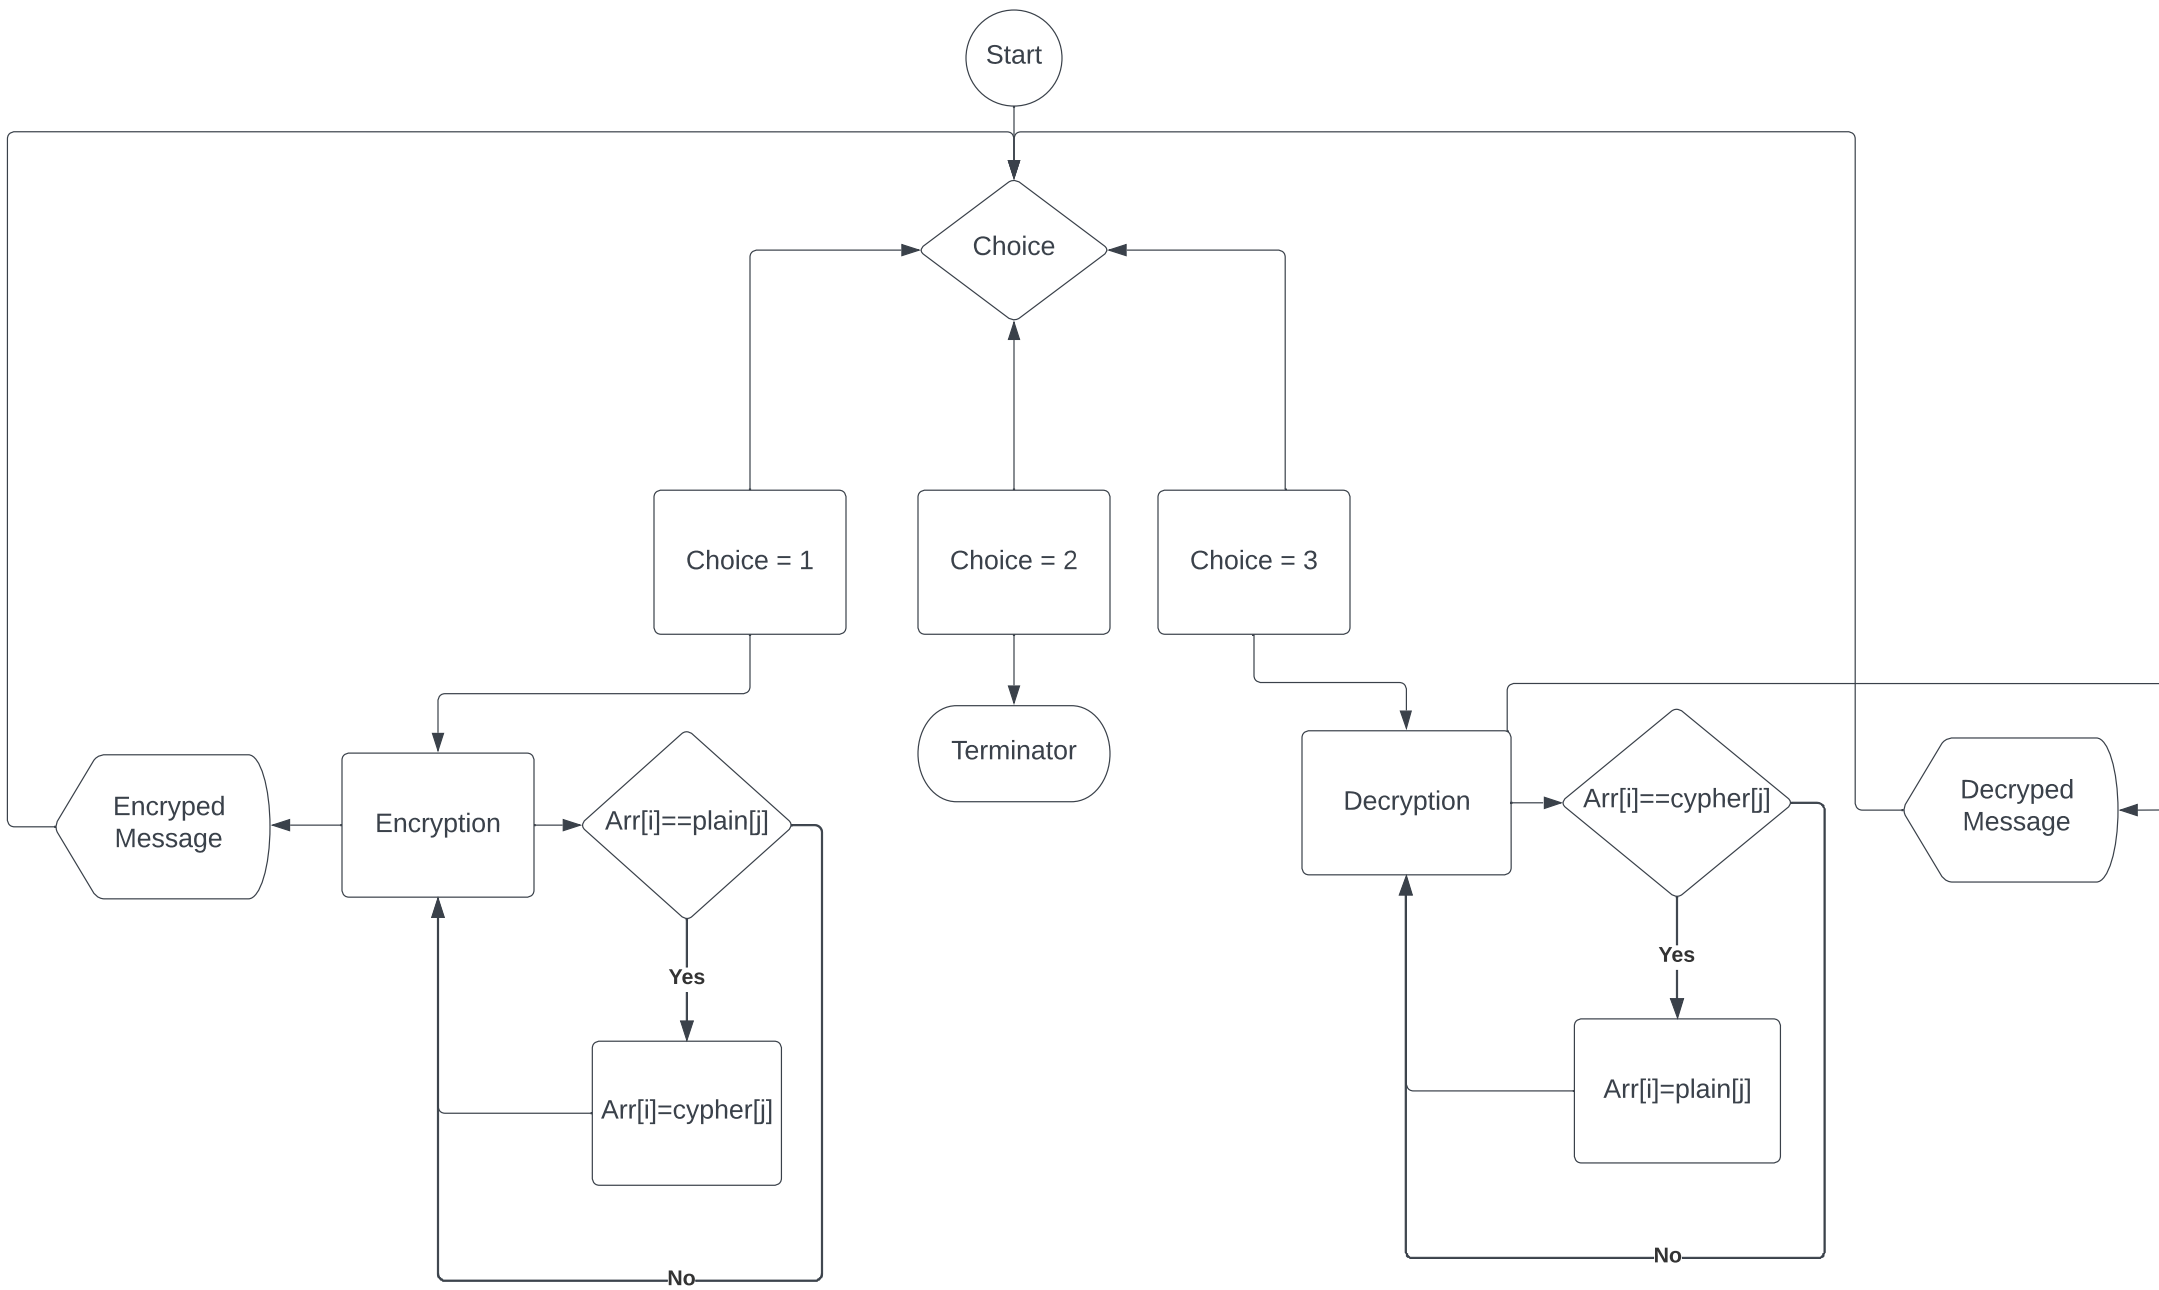 Start
Choice
Choice = 1
Choice = 2
Choice = 3
Terminator
Encryped
Message
Encryption
Arr[i]==plain[j]
Yes
Arr[i]=cypher[j]
No
Decryption
Arr[i]==cypher[j]
Yes
Arr[i]=plain[j]
No
Decryped
Message